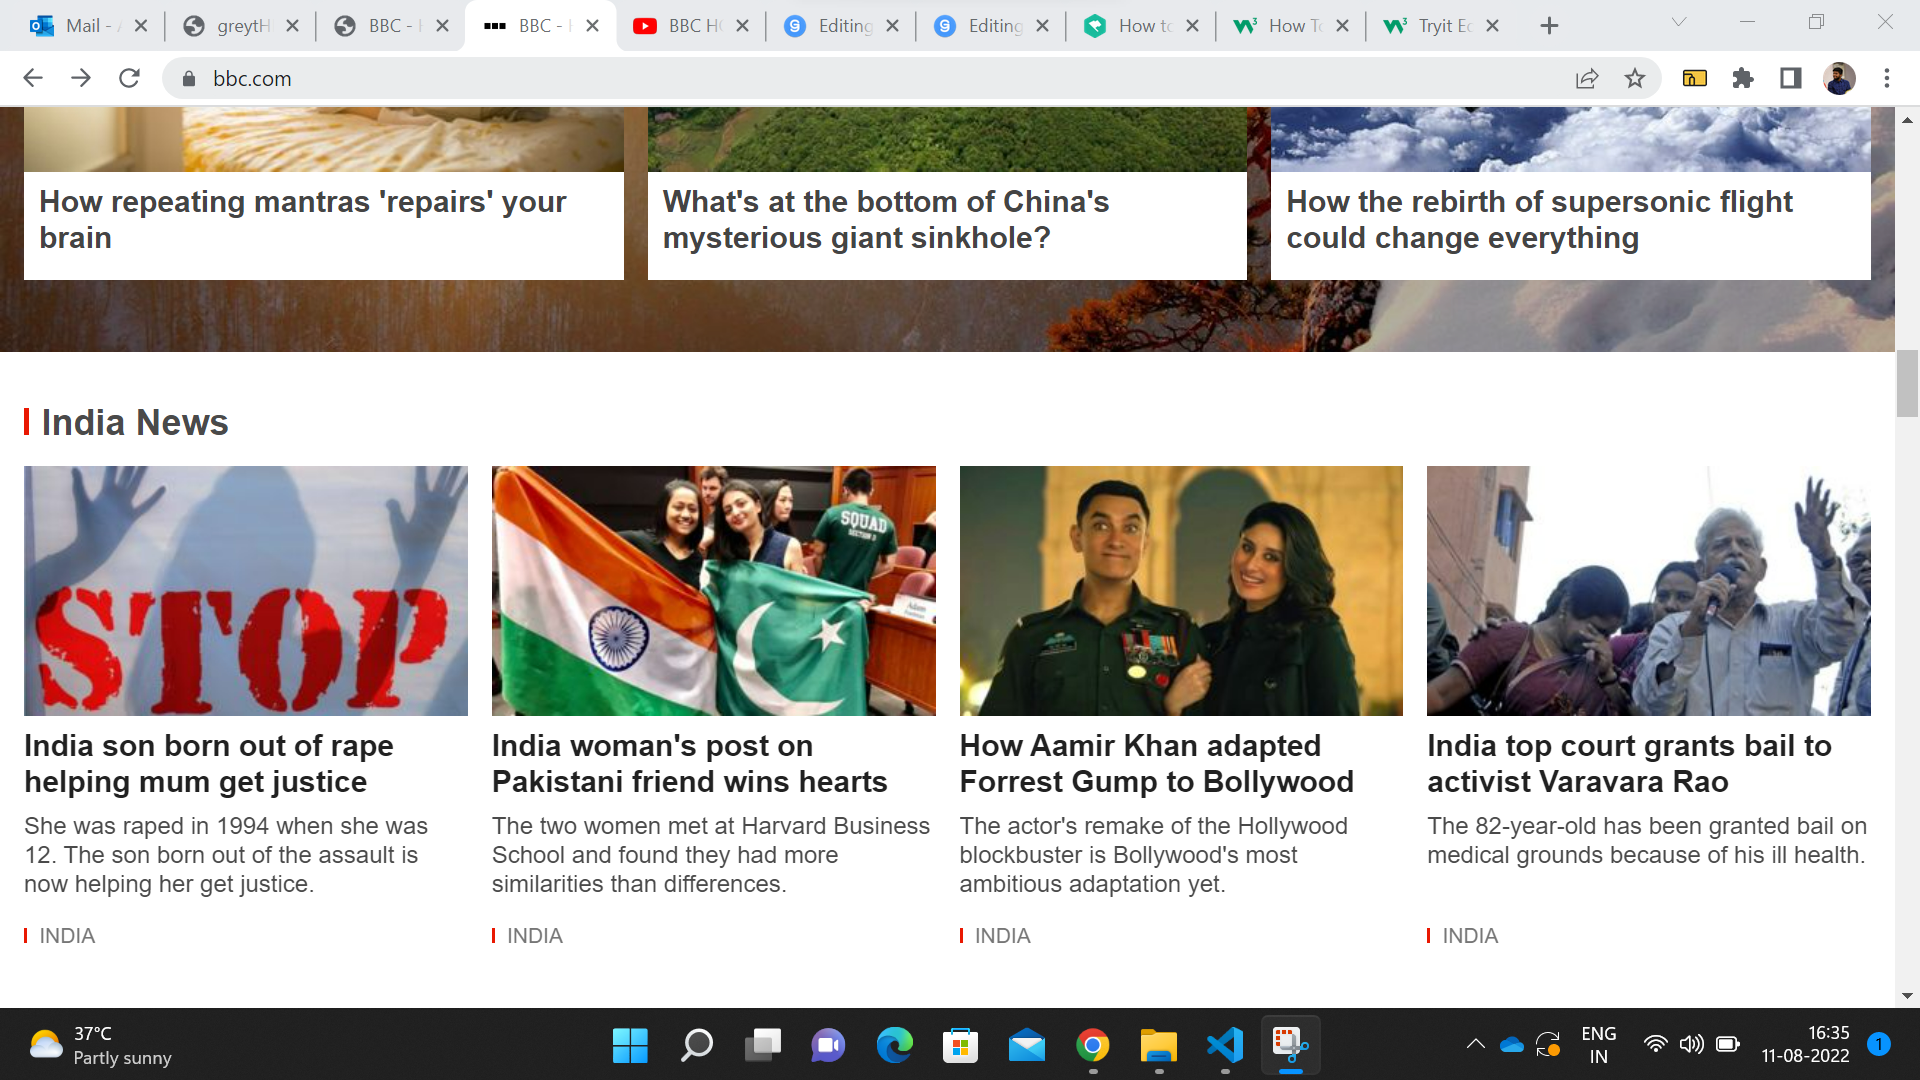 Mail - A
greytH
BBC - H
BBC - H
BBC HO
Editing
Editing
How to
How To
Tryit Ed
bbc.com
How repeating mantras 'repairs' your
brain
What's at the bottom of China's
mysterious giant sinkhole?
How the rebirth of supersonic flight
could change everything
India News
STOP
SQUAD
SECTION D
Adam
India son born out of rape
helping mum get justice
She was raped in 1994 when she was
12. The son born out of the assault is
now helping her get justice.
INDIA
India woman's post on
Pakistani friend wins hearts
The two women met at Harvard Business
School and found they had more
similarities than differences.
INDIA
How Aamir Khan adapted
Forrest Gump to Bollywood
The actor's remake of the Hollywood
blockbuster is Bollywood's most
ambitious adaptation yet.
INDIA
India top court grants bail to
activist Varavara Rao
The 82-year-old has been granted bail on
medical grounds because of his ill health.
INDIA
37°C
Partly sunny
ENG
IN
16:35
11-08-2022
1